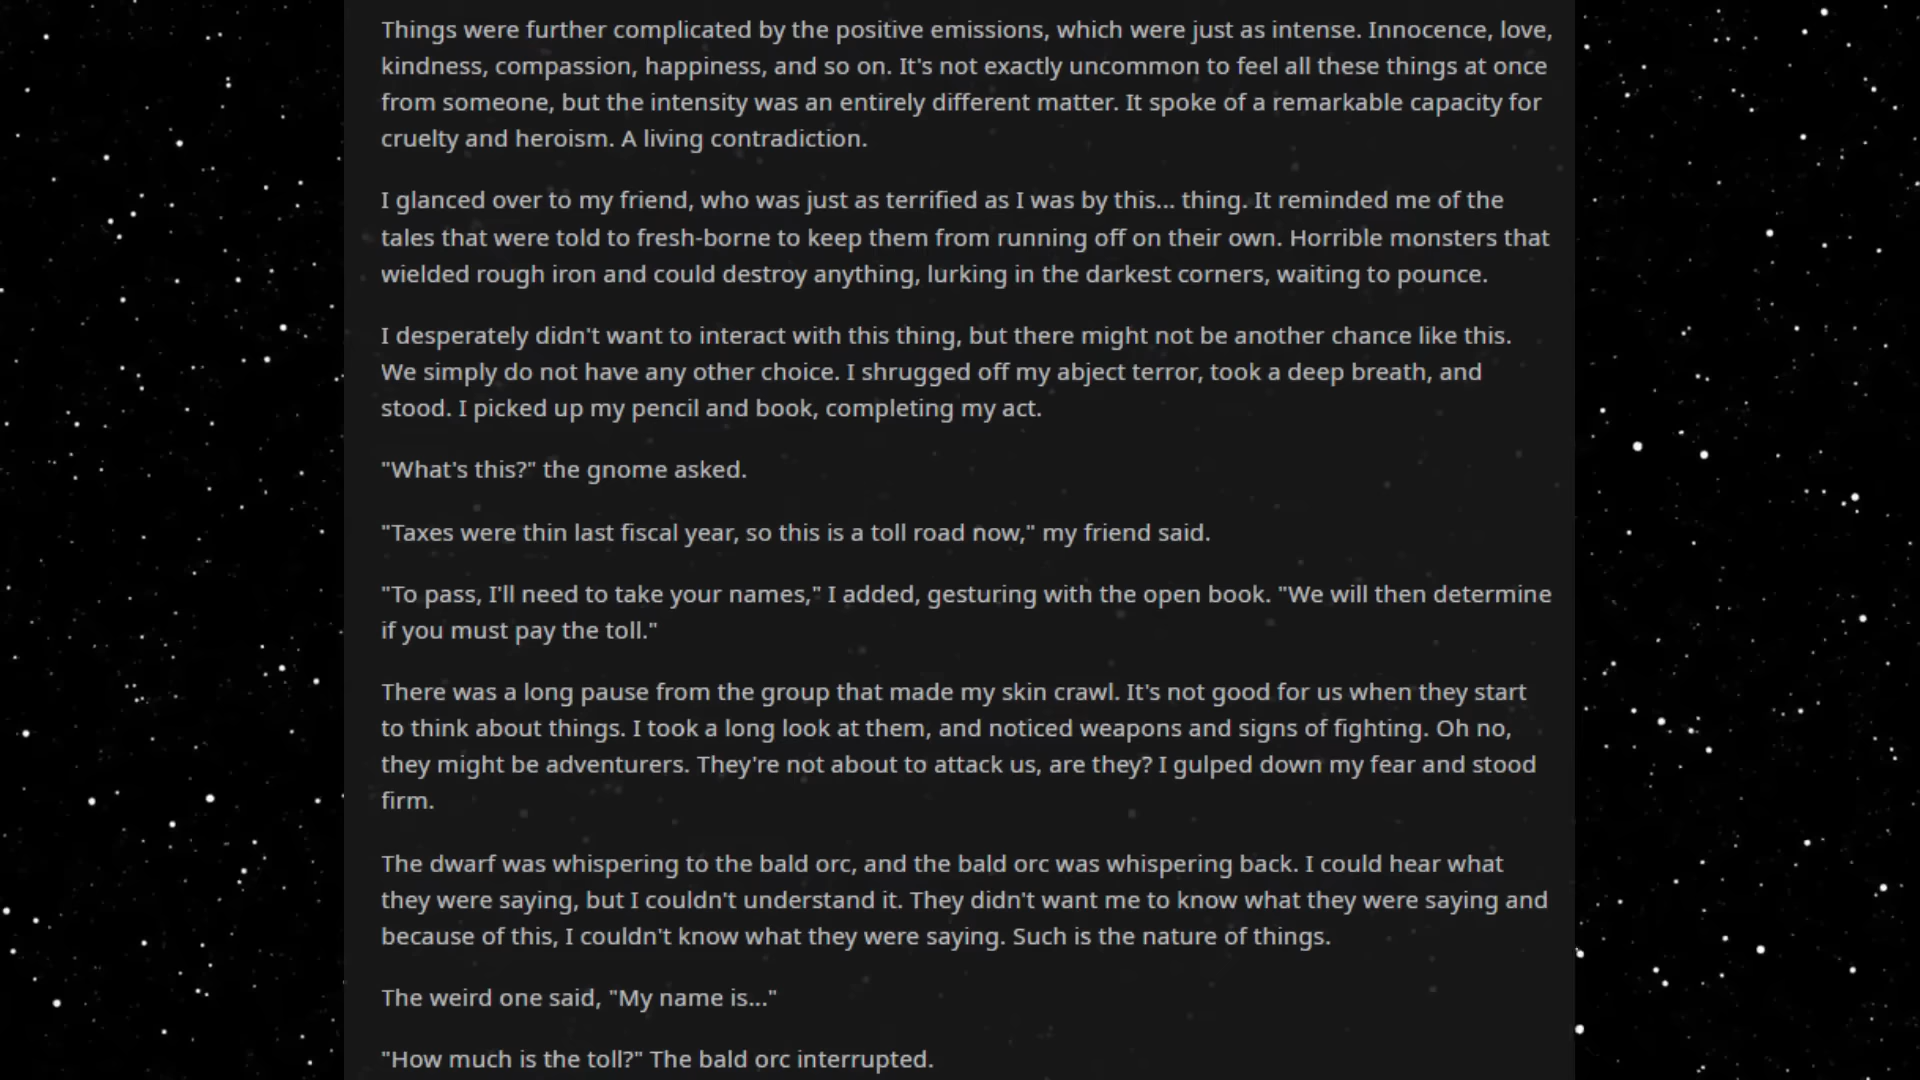 Things were further complicated by the positive emissions, which were just as intense. Innocence, love,
kindness, compassion, happiness, and so on. It's not exactly uncommon to feel all these things at once
from someone, but the intensity was an entirely different matter. It spoke of a remarkable capacity for
cruelty and heroism. A living contradiction.
I glanced over to my friend, who was just as terrified as I was by this... thing. It reminded me of the
tales that were told to fresh-borne to keep them from running off on their own. Horrible monsters that
wielded rough iron and could destroy anything, lurking in the darkest corners, waiting to pounce.
I desperately didn't want to interact with this thing, but there might not be another chance like this.
We simply do not have any other choice. I shrugged off my abject terror, took a deep breath, and
stood. I picked up my pencil and book, completing my act.
"What's this?" the gnome asked.
"Taxes were thin last fiscal year, so this is a toll road now," my friend said.
"To pass, I'll need to take your names," I added, gesturing with the open book. "We will then determine
if you must pay the toll."
There was a long pause from the group that made my skin crawl. It's not good for us when they start
to think about things. I took a long look at them, and noticed weapons and signs of fighting. Oh no,
they might be adventurers. They're not about to attack us, are they? I gulped down my fear and stood
firm.
The dwarf was whispering to the bald orc, and the bald orc was whispering back. I could hear what
they were saying, but I couldn't understand it. They didn't want me to know what they were saying and
because of this, I couldn't know what they were saying. Such is the nature of things.
The weird one said, "My name is..."
"How much is the toll?" The bald orc interrupted.